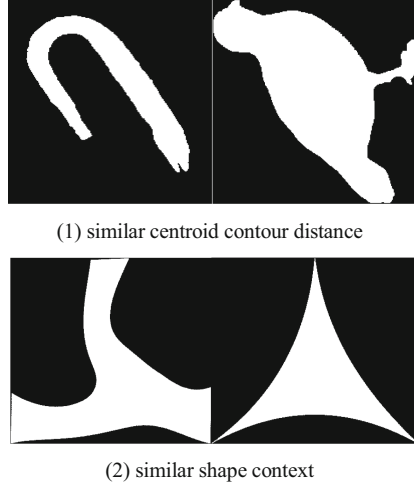 (1) similar centroid contour distance
(2) similar shape context